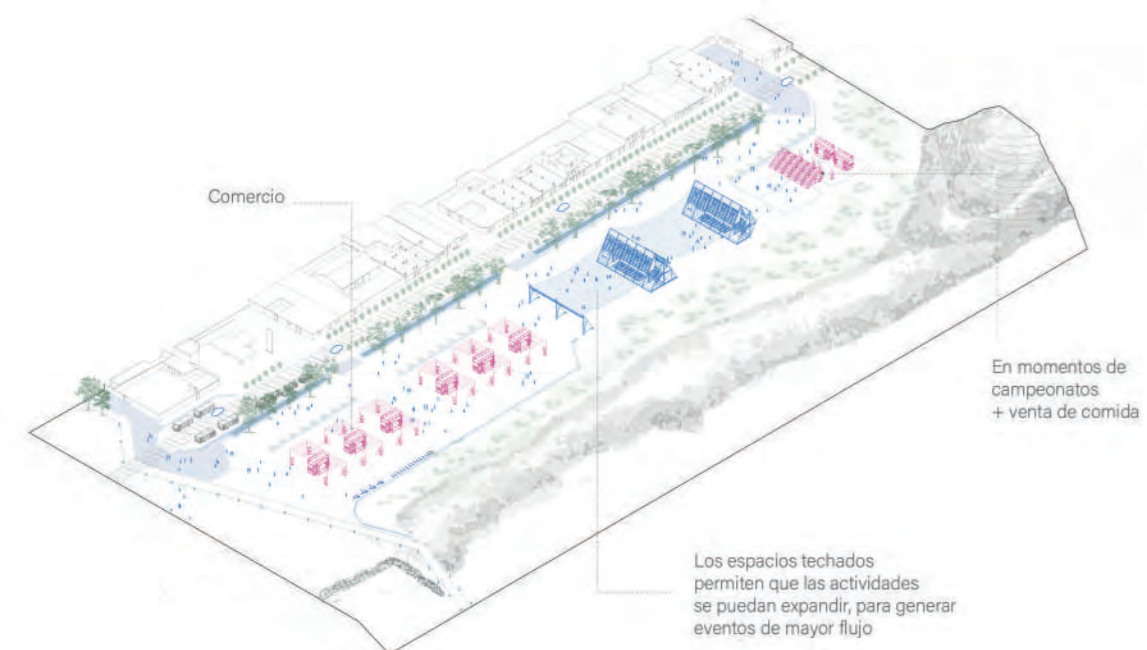 Comercio
En momentos de
campeonatos
+ venta de comida
Los espacios techados
permiten que las actividades
se puedan expandir, para generar
eventos de mayor flujo